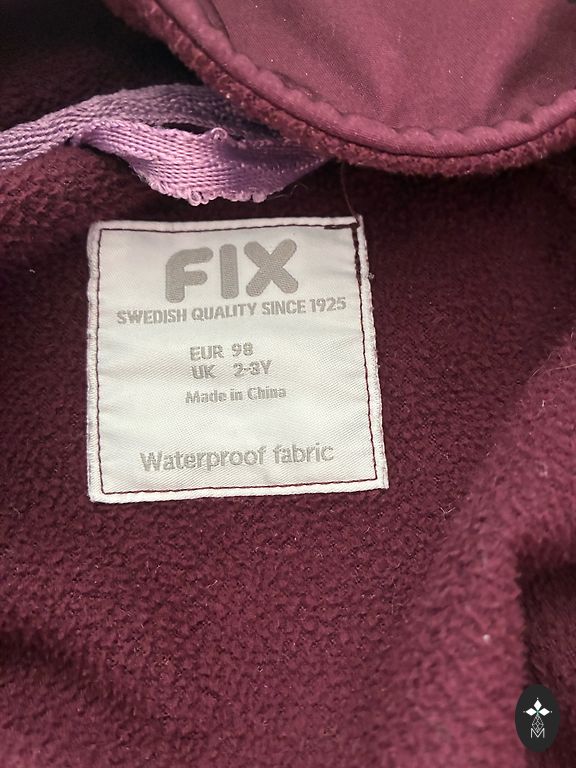 FIX
SWEDISH QUALITY SINCE 1925
EUR 98
UK 2-3Y
Made in China
Waterproof fabric
M